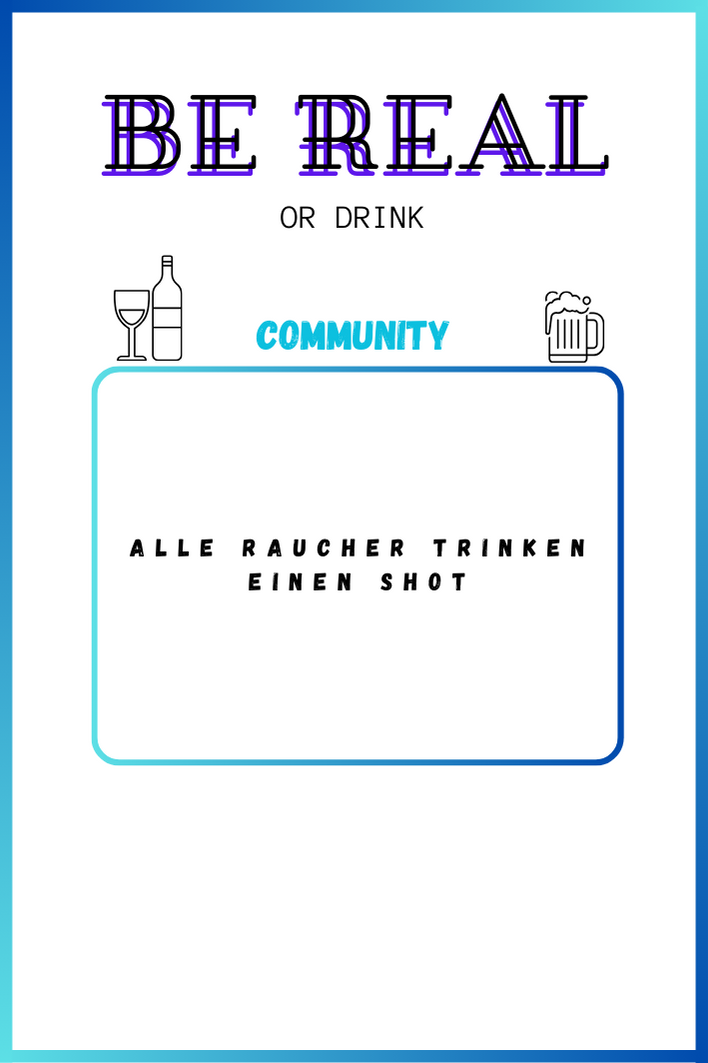 BE REAL
OR DRINK
COMMUNITY
ALLE RAUCHER TRINKEN
EINEN SHOT